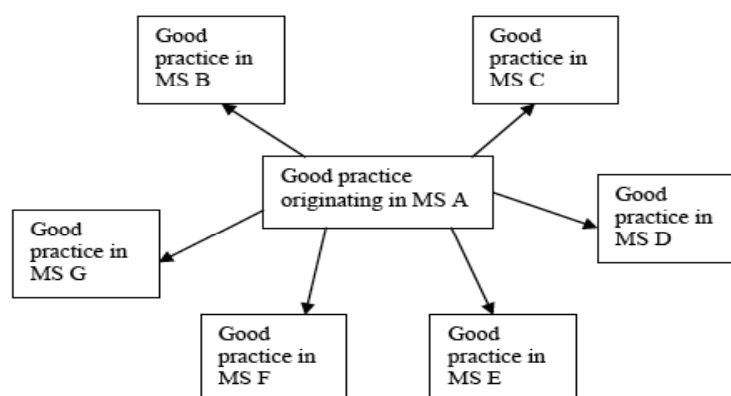 Good
practice in
MS B
Good
practice in
MS C
Good practice
originating in MS A
Good
practice in
MS D
Good
practice in
MS G
Good
practice in
MS F
Good
practice in
MS E